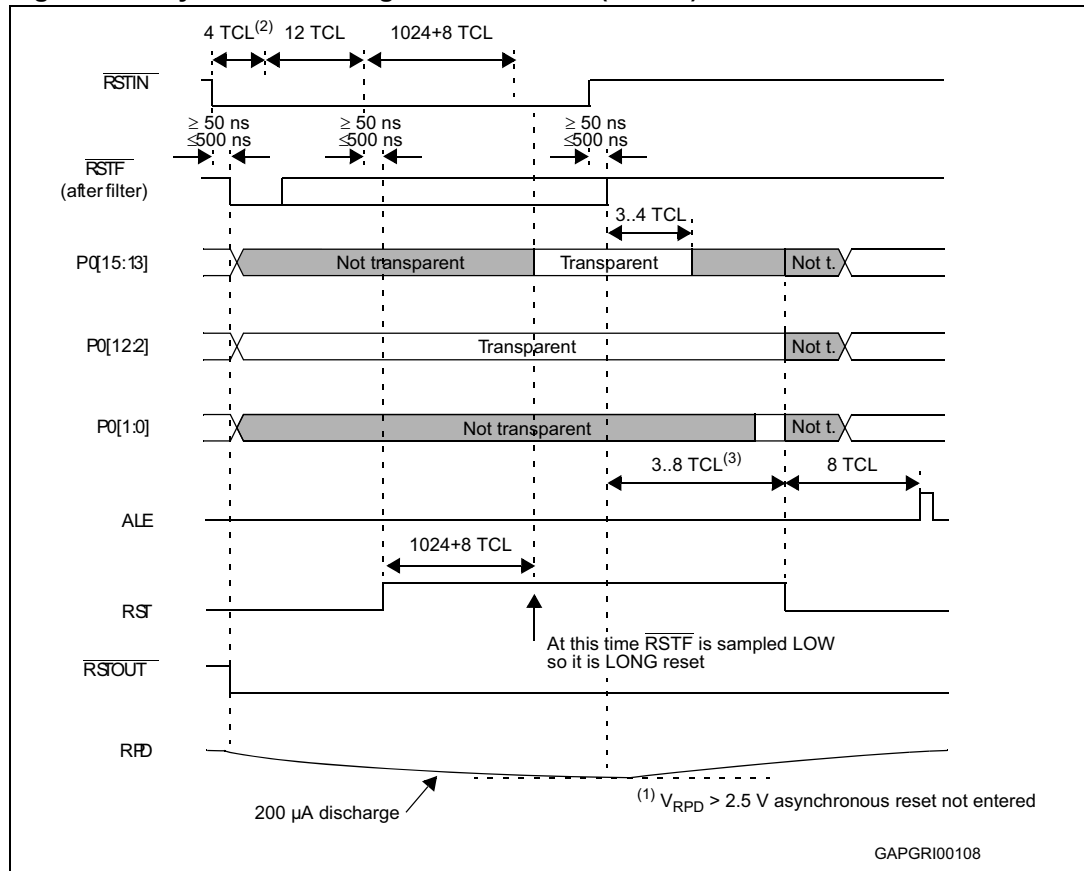 4 TCL(2) 12 TCL 1024+8 TCL
RSTIN
≥ 50 ns ≥ 50 ns ≥ 50 ns
≤500 ns ≤500 ns ≤500 ns
RSTF
(after filter)
3..4 TCL
P0[15:13] Not transparent Transparent Not t.
P0[12:2] Transparent Not t.
P0[1:0] Not transparent Not t.
3..8 TCL(3) 8 TCL
ALE
1024+8 TCL
RST
At this time RSTF is sampled LOW
so it is LONG reset
RSTOUT
RPD
200 µA discharge
(1) VRPD > 2.5 V asynchronous reset not entered
GAPGRI00108